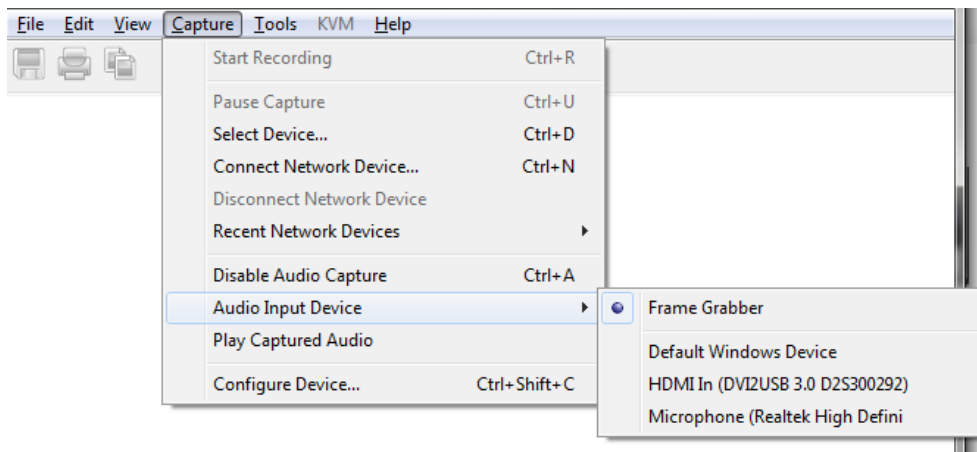 File Edit View Capture Tools KVM Help
Start Recording Ctrl+R
Pause Capture Ctrl+U
Select Device... Ctrl+D
Connect Network Device... Ctrl+N
Disconnect Network Device
Recent Network Devices
Disable Audio Capture Ctrl+A
Audio Input Device
Play Captured Audio
Configure Device... Ctrl+Shift+C
Frame Grabber
Default Windows Device
HDMI In (DVI2USB 3.0 D2S300292)
Microphone (Realtek High Defini